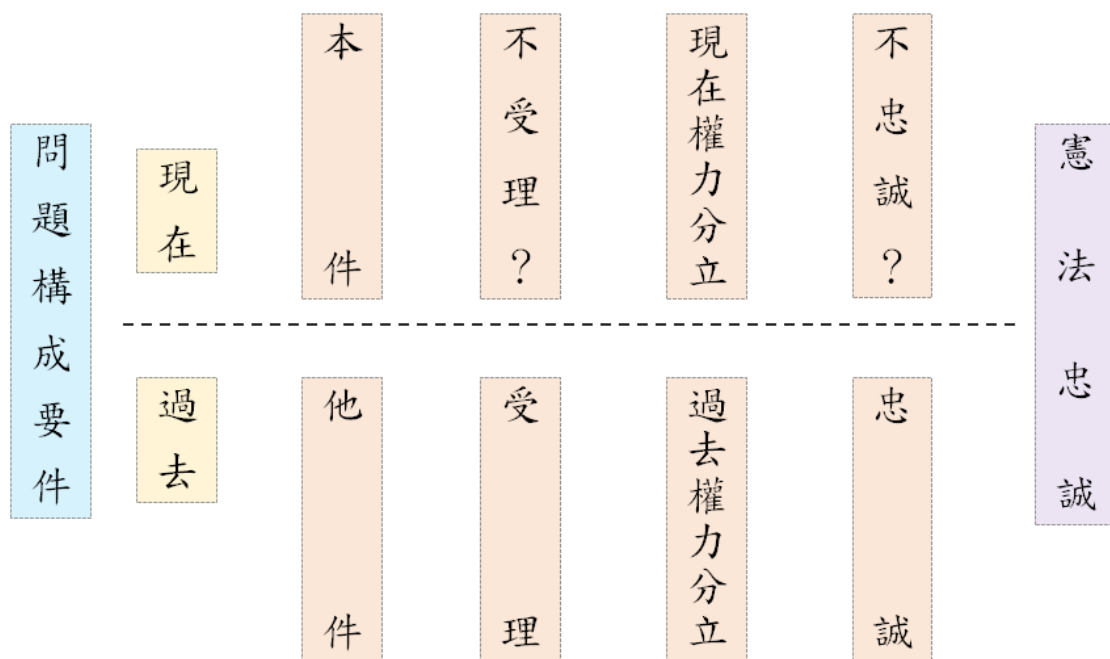 問題構成要件
現在
本件
不受理？
現在權力分立
不忠誠？
過去
他件
受理
過去權力分立
忠誠
憲法忠誠